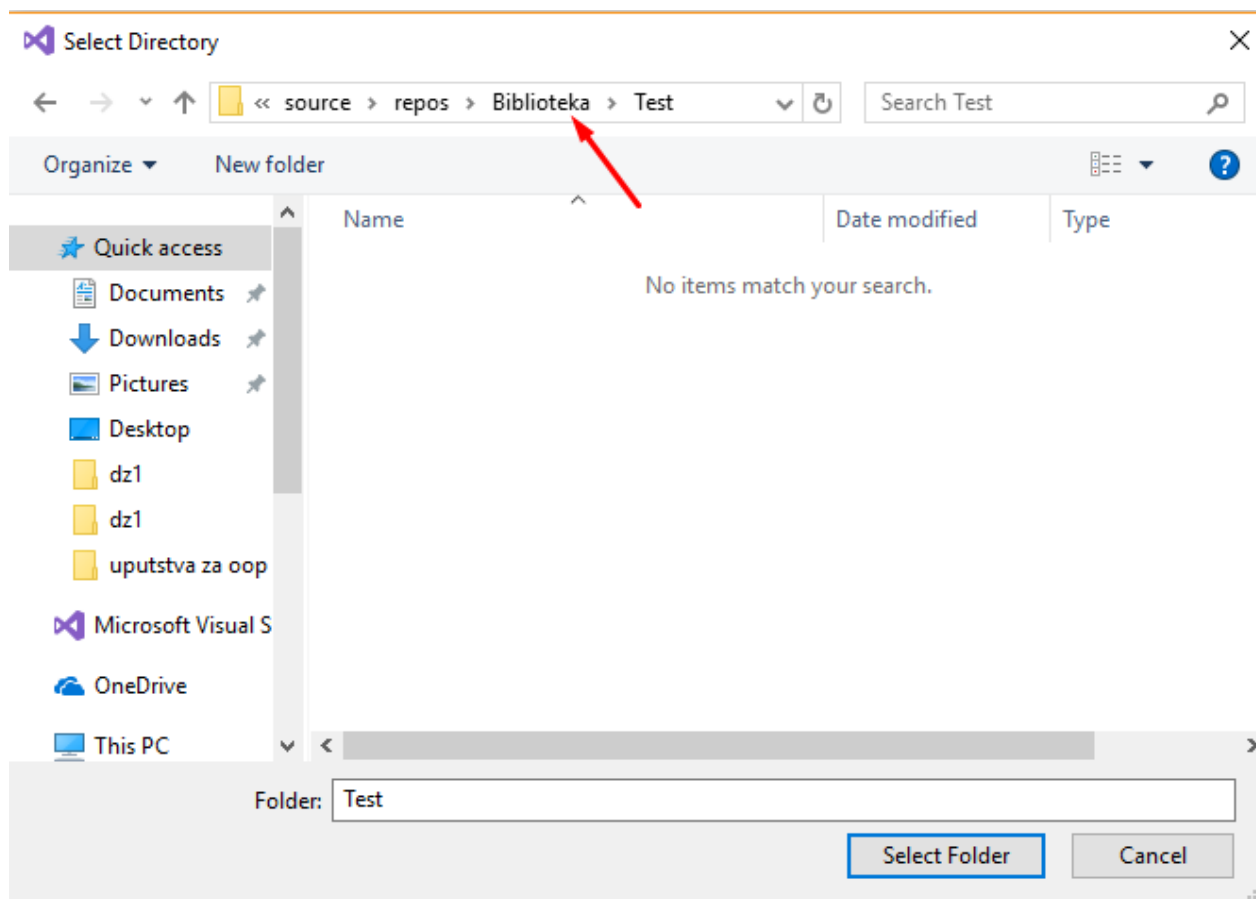 Select Directory
« source > repos > Biblioteka > Test
Search Test
Organize
New folder
Name
Date modified
Type
No items match your search.
Quick access
Documents
Downloads
Pictures
Desktop
dz1
dz1
uputstva za oop
Microsoft Visual S
OneDrive
This PC
Folder: Test
Select Folder
Cancel